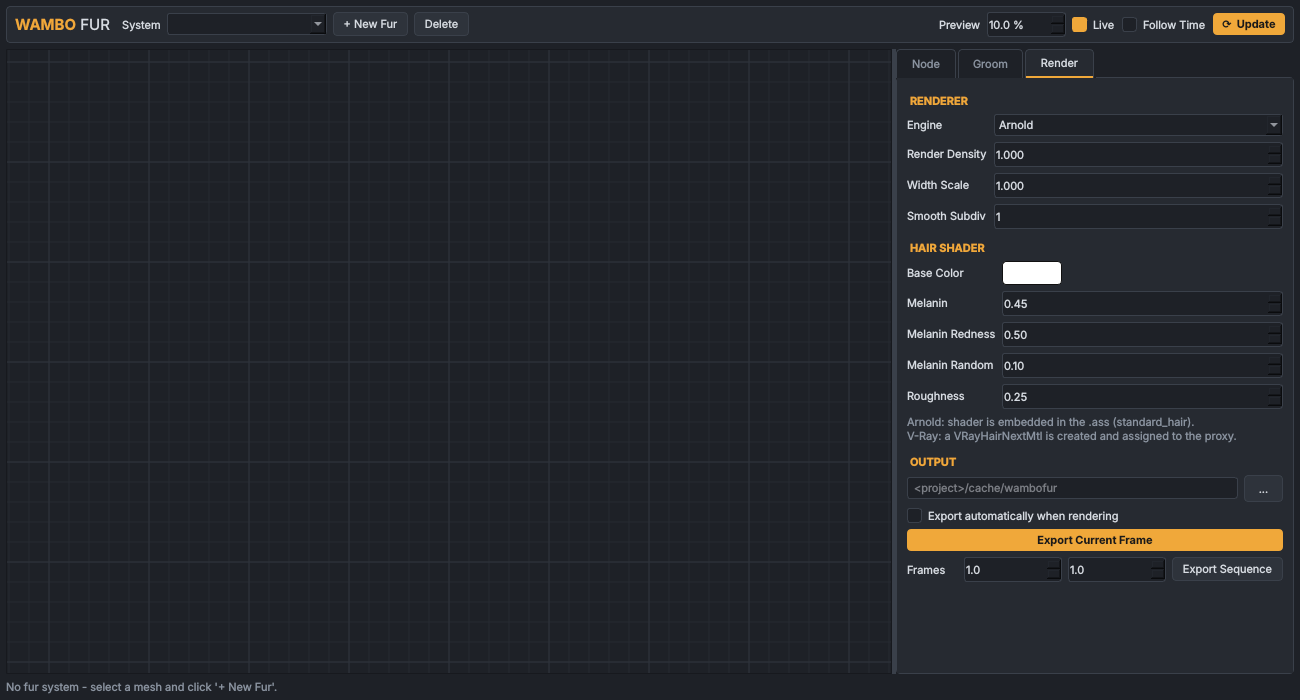 WAMBO FUR System + New Fur Delete Preview 10.0 % Live Follow Time ⟳ Update
Node Groom Render
RENDERER
Engine Arnold
Render Density 1.000
Width Scale 1.000
Smooth Subdiv 1
HAIR SHADER
Base Color
Melanin 0.45
Melanin Redness 0.50
Melanin Random 0.10
Roughness 0.25
Arnold: shader is embedded in the .ass (standard_hair).
V-Ray: a VRayHairNextMtl is created and assigned to the proxy.
OUTPUT
<project>/cache/wambofur ...
Export automatically when rendering
Export Current Frame
Frames 1.0 1.0 Export Sequence
No fur system - select a mesh and click '+ New Fur'.